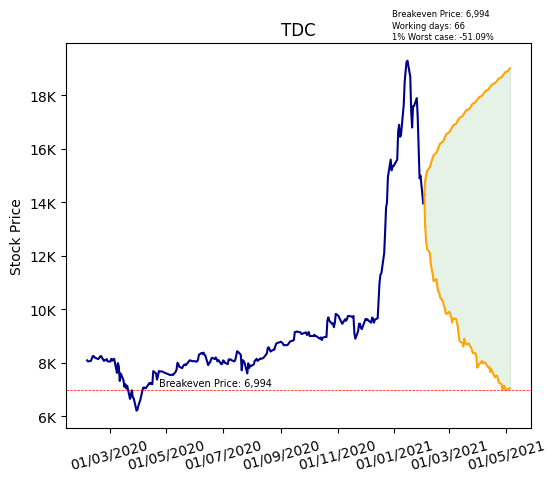 Breakeven Price: 6,994
Working days: 66
1% Worst case: -51.09%
TDC
Stock Price
18K
16K
14K
12K
10K
8K
6K
Breakeven Price: 6,994
01/03/2020
01/05/2020
01/07/2020
01/09/2020
01/11/2020
01/01/2021
01/03/2021
01/05/2021